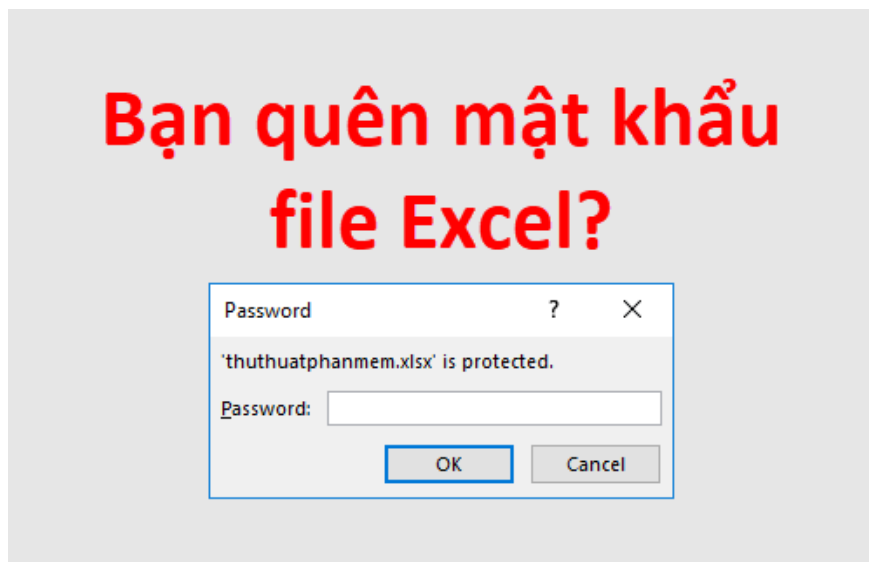 Bạn quên mật khẩu
file Excel?
Password ? ×
'thuthuatphanmem.xlsx' is protected.
Password:
OK Cancel